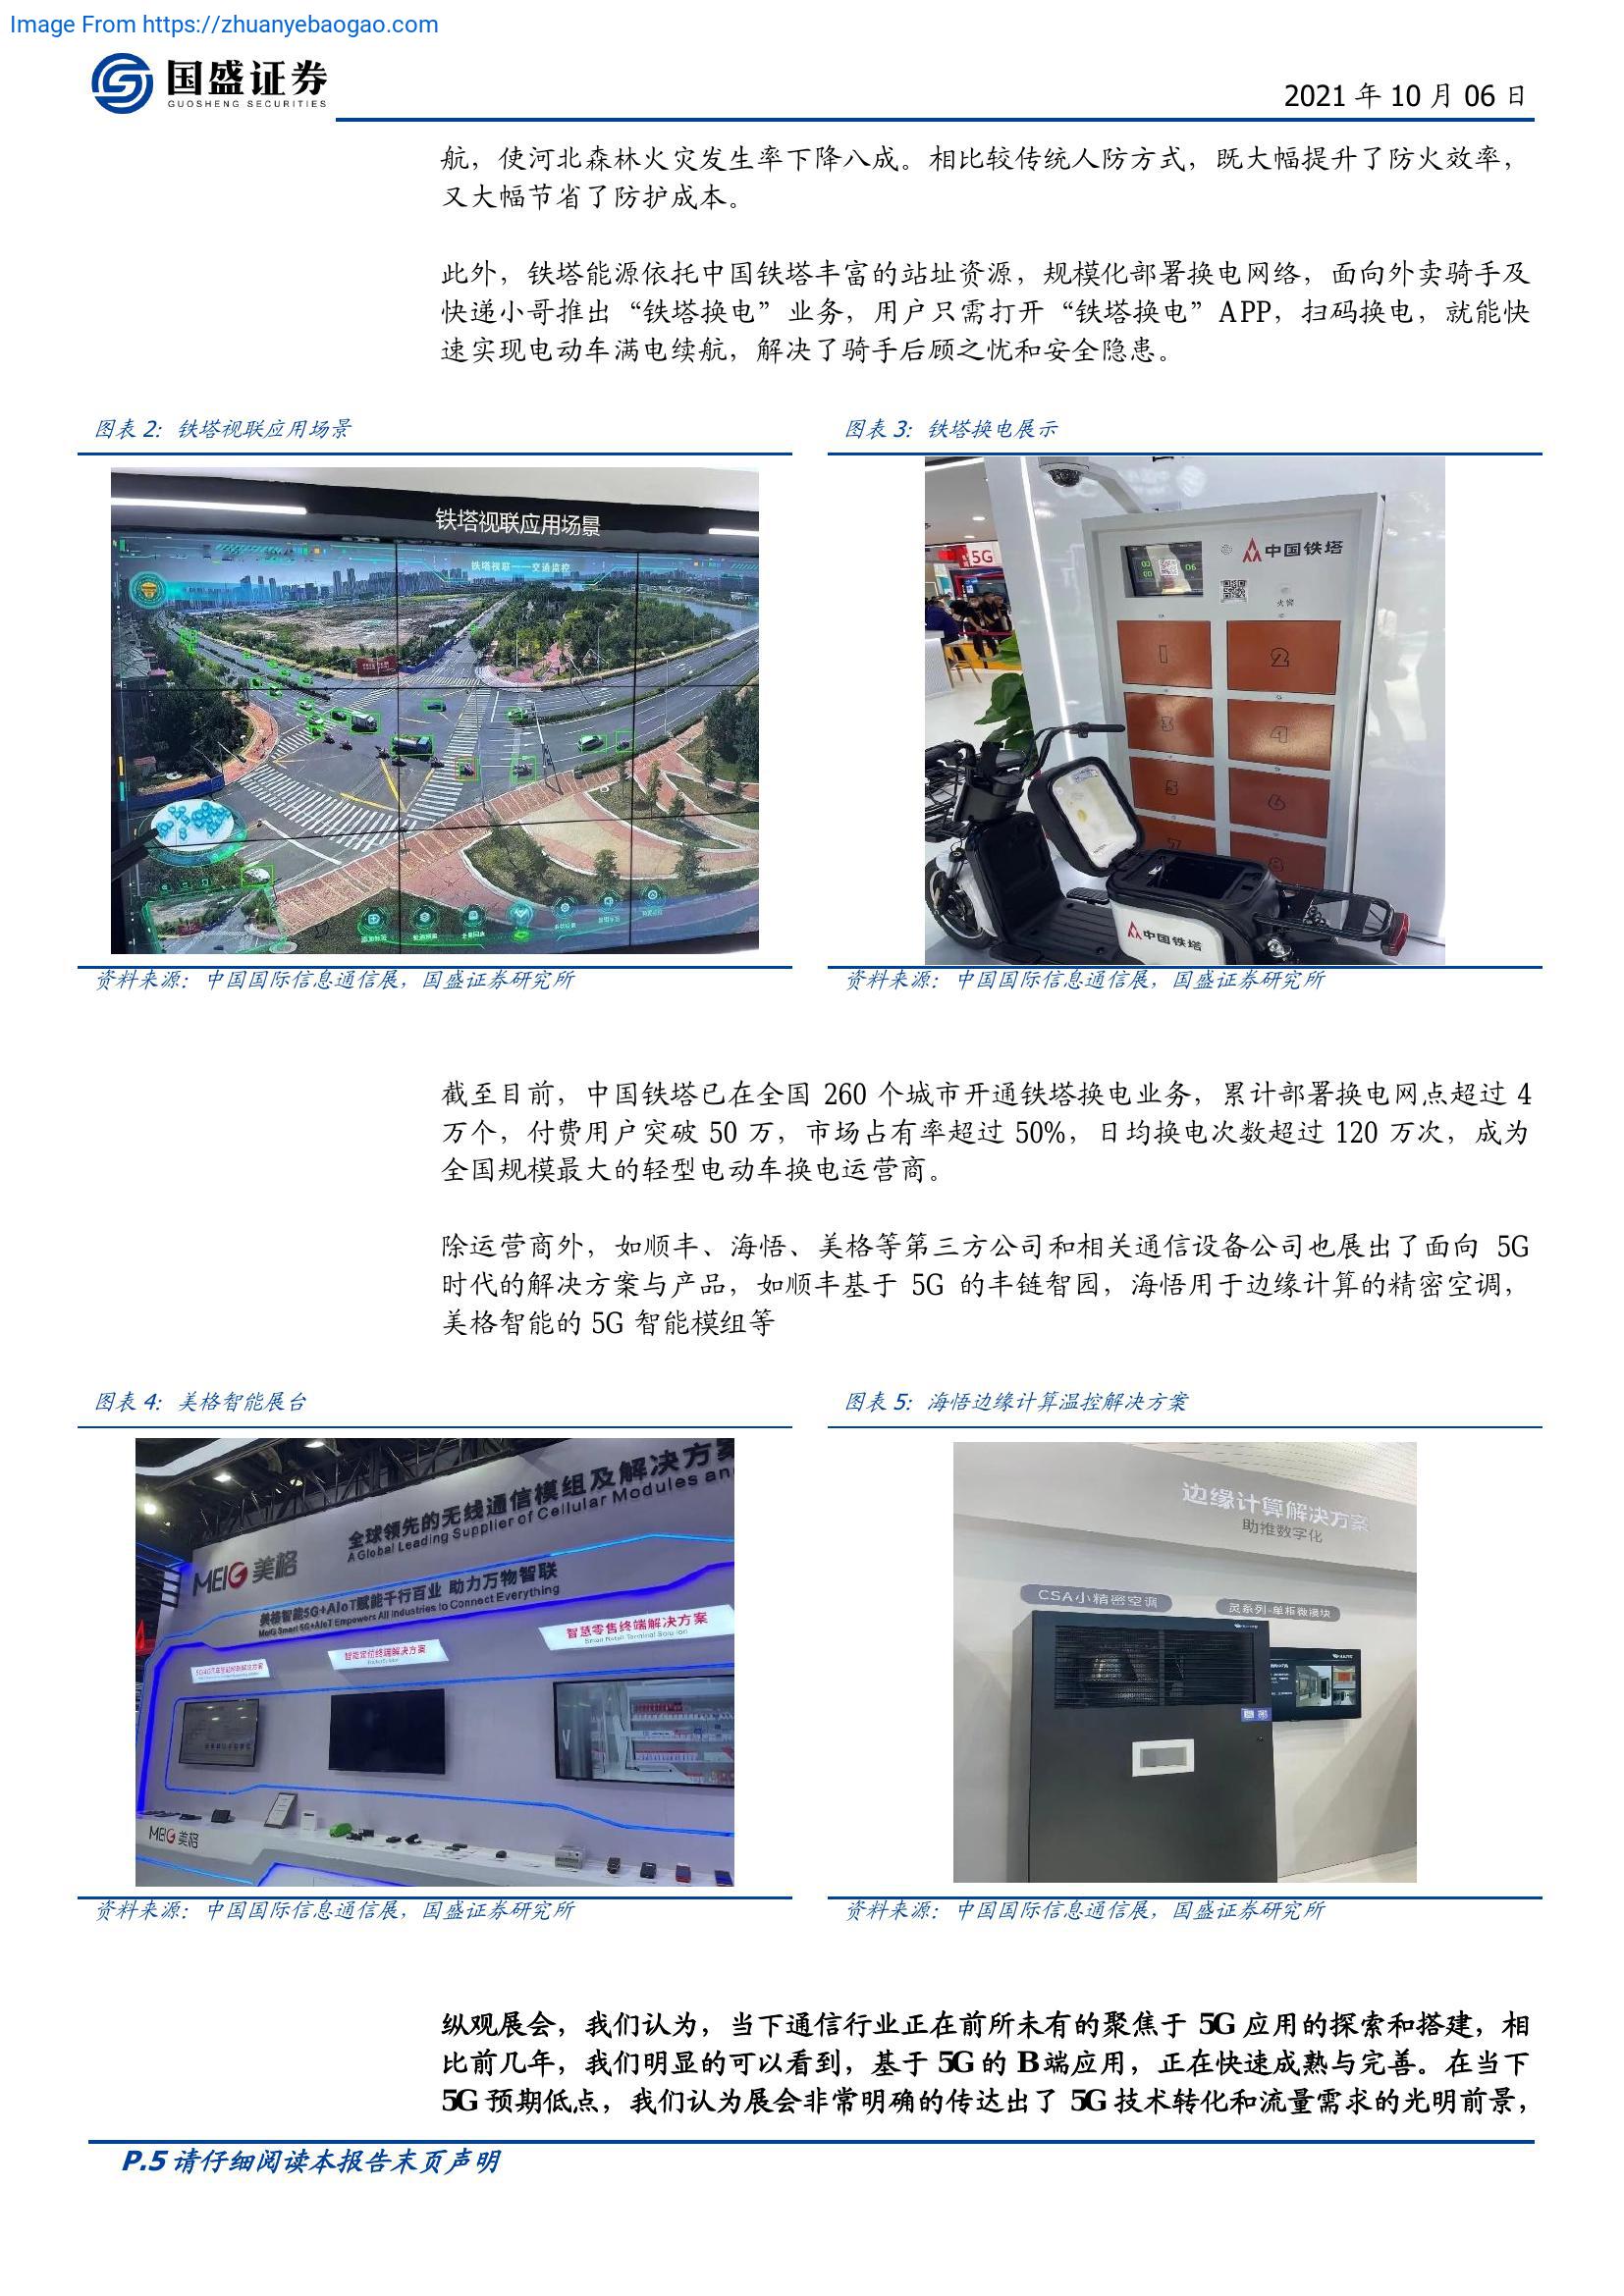 Image From https://zhuanyebaogao.com
国盛证券
GUOSHENG SECURITIES
2021 年 10 月 06 日
航，使河北森林火灾发生率下降八成。相比较传统人防方式，既大幅提升了防火效率，
又大幅节省了防护成本。
此外，铁塔能源依托中国铁塔丰富的站址资源，规模化部署换电网络，面向外卖骑手及
快递小哥推出“铁塔换电”业务，用户只需打开“铁塔换电”APP，扫码换电，就能快
速实现电动车满电续航，解决了骑手后顾之忧和安全隐患。
图表 2：铁塔视联应用场景
铁塔视联应用场景
铁塔视联——交通监控
资料来源：中国国际信息通信展，国盛证券研究所
图表 3：铁塔换电展示
5G
中国铁塔
06
1
2
3
4
5
6
7
8
中国铁塔
资料来源：中国国际信息通信展，国盛证券研究所
截至目前，中国铁塔已在全国 260 个城市开通铁塔换电业务，累计部署换电网点超过 4
万个，付费用户突破 50 万，市场占有率超过 50%，日均换电次数超过 120 万次，成为
全国规模最大的轻型电动车换电运营商。
除运营商外，如顺丰、海悟、美格等第三方公司和相关通信设备公司也展出了面向 5G
时代的解决方案与产品，如顺丰基于 5G 的丰链智园，海悟用于边缘计算的精密空调，
美格智能的 5G 智能模组等
图表 4：美格智能展台
全球领先的无线通信模组及解决方案
A Global Leading Supplier of Cellular Modules an
MEIG 美格
美格智能5G+AIoT赋能千行百业 助力万物智联
MeiG Smart 5G+AIoT Empowers All Industries to Connect Everything
智慧零售终端解决方案
Smart Retail Terminal Solution
智能定位终端解决方案
MEIG 美格
资料来源：中国国际信息通信展，国盛证券研究所
图表 5：海悟边缘计算温控解决方案
边缘计算解决方案
助推数字化
CSA小精密空调
灵系列-单柜微模块
资料来源：中国国际信息通信展，国盛证券研究所
纵观展会，我们认为，当下通信行业正在前所未有的聚焦于 5G 应用的探索和搭建，相
比前几年，我们明显的可以看到，基于 5G 的 B 端应用，正在快速成熟与完善。在当下
5G 预期低点，我们认为展会非常明确的传达出了 5G 技术转化和流量需求的光明前景，
P.5 请仔细阅读本报告末页声明